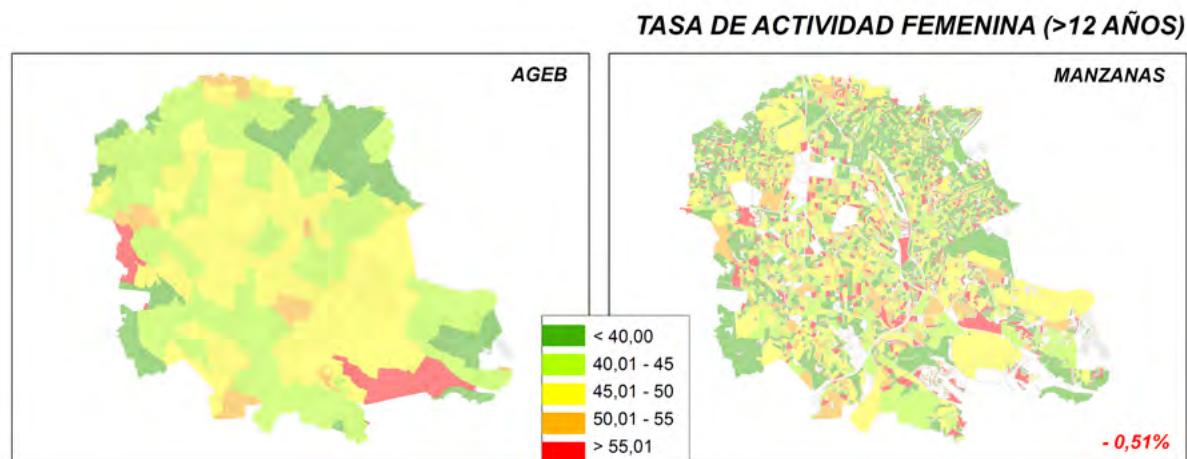 TASA DE ACTIVIDAD FEMENINA (>12 AÑOS)
AGEB
MANZANAS
< 40,00
40,01 - 45
45,01 - 50
50,01 - 55
> 55,01
- 0,51%